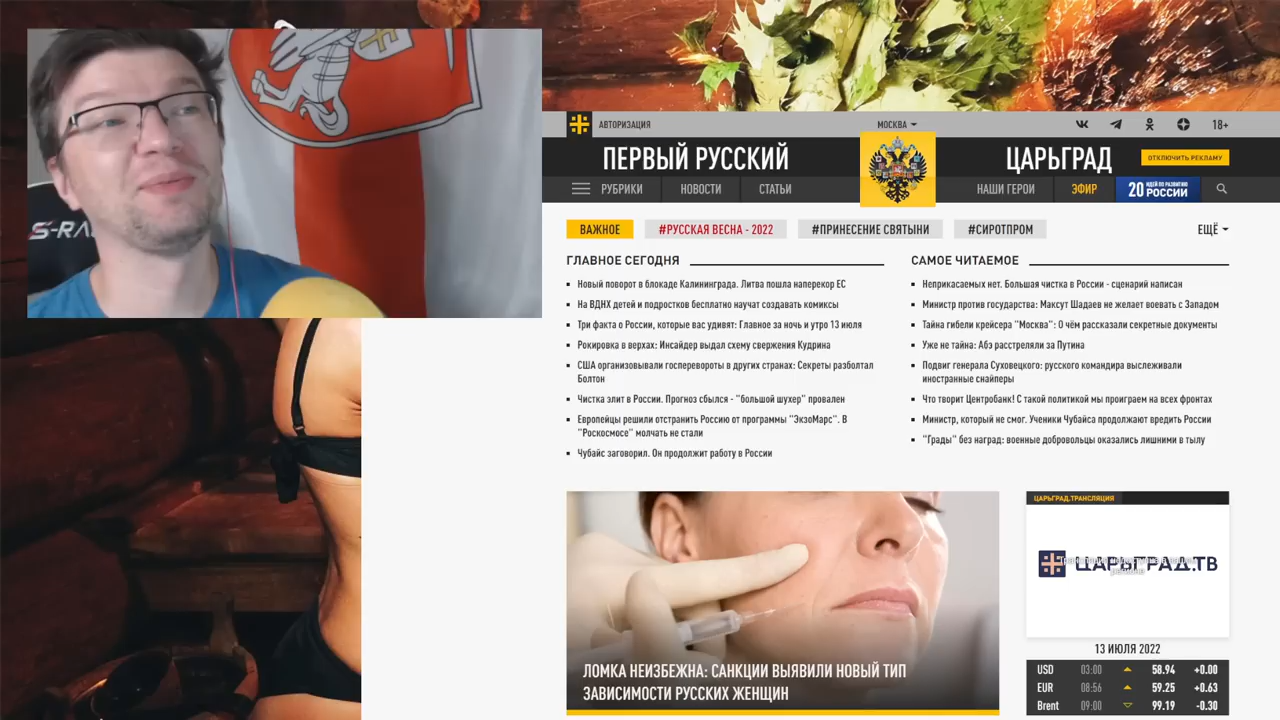 S-RA
АВТОРИЗАЦИЯ
МОСКВА
18+
ПЕРВЫЙ РУССКИЙ
ЦАРЬГРАД
ОТКЛЮЧИТЬ РЕКЛАМУ
РУБРИКИ
НОВОСТИ
СТАТЬИ
НАШИ ГЕРОИ
ЭФИР
20 ИДЕЙ ПО РАЗВИТИЮ
РОССИИ
ВАЖНОЕ
#РУССКАЯ ВЕСНА - 2022
#ПРИНЕСЕНИЕ СВЯТЫНИ
#СИРОТПРОМ
ЕЩЁ
ГЛАВНОЕ СЕГОДНЯ
Новый поворот в блокаде Калининграда. Литва пошла наперекор ЕС
На ВДНХ детей и подростков бесплатно научат создавать комиксы
Три факта о России, которые вас удивят: Главное за ночь и утро 13 июля
Рокировка в верхах: Инсайдер выдал схему свержения Кудрина
США организовывали госперевороты в других странах: Секреты разболтал
Болтон
Чистка элит в России. Прогноз сбылся - "большой шухер" провален
Европейцы решили отстранить Россию от программы "ЭкзоМарс". В
"Роскосмосе" молчать не стали
Чубайс заговорил. Он продолжит работу в России
САМОЕ ЧИТАЕМОЕ
Неприкасаемых нет. Большая чистка в России - сценарий написан
Министр против государства: Максут Шадаев не желает воевать с Западом
Тайна гибели крейсера "Москва": О чём рассказали секретные документы
Уже не тайна: Абэ расстреляли за Путина
Подвиг генерала Суховецкого: русского командира выслеживали
иностранные снайперы
Что творит Центробанк! С такой политикой мы проиграем на всех фронтах
Министр, который не смог. Ученики Чубайса продолжают вредить России
"Грады" без наград: военные добровольцы оказались лишними в тылу
ЛОМКА НЕИЗБЕЖНА: САНКЦИИ ВЫЯВИЛИ НОВЫЙ ТИП
ЗАВИСИМОСТИ РУССКИХ ЖЕНЩИН
ЦАРЬГРАД.ТРАНСЛЯЦИЯ
ЦАРЬГРАД.ТВ
13 ИЮЛЯ 2022
USD 03:00 58.94 +0.00
EUR 08:56 59.25 +0.63
Brent 09:00 99.19 -0.30